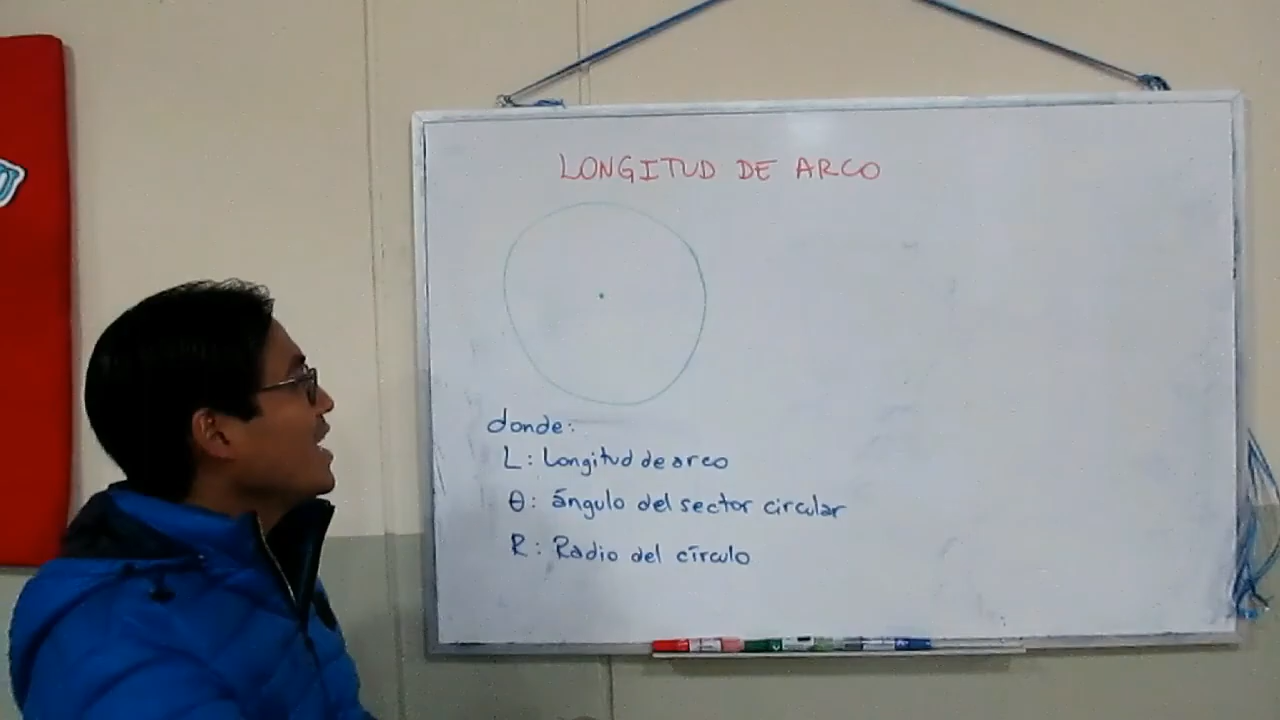 LONGITUD DE ARCO
donde:
L: Longitud de arco
θ: ángulo del sector circular
R: Radio del círculo